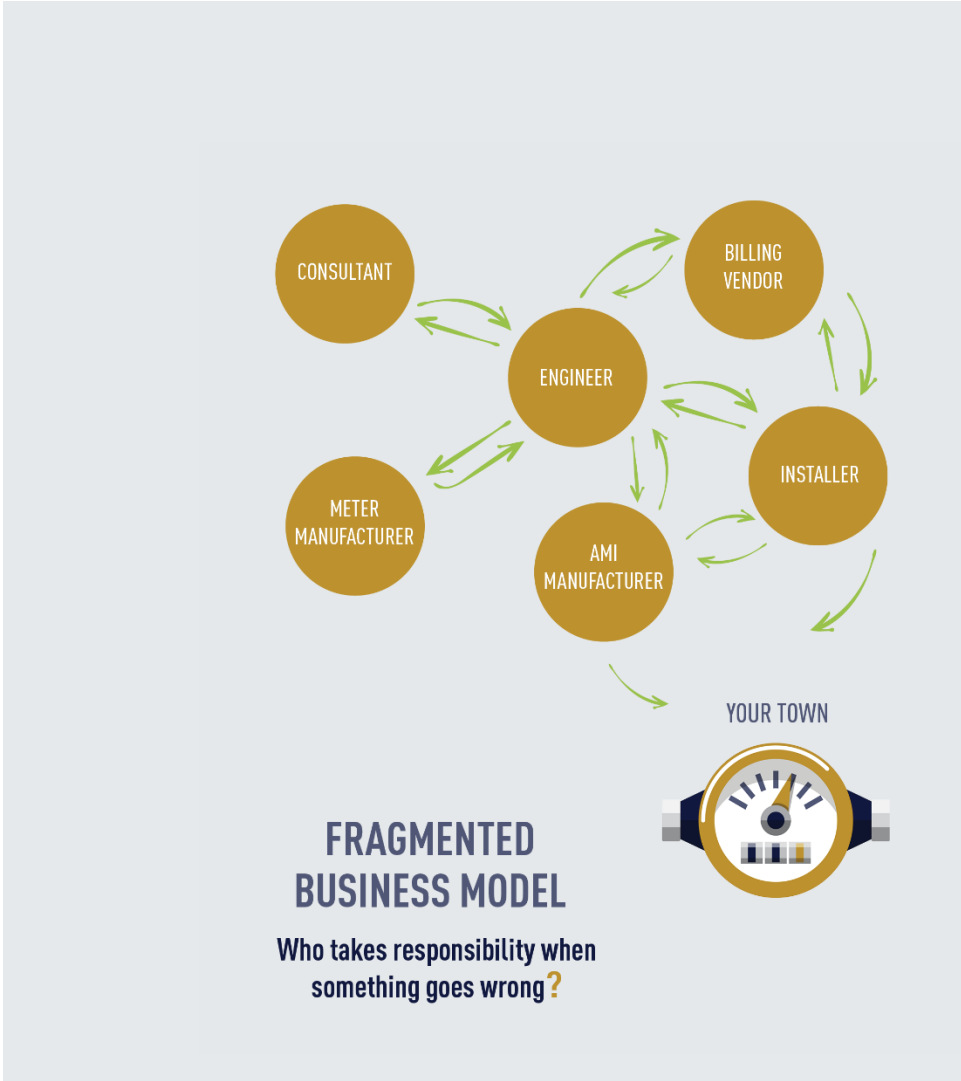 CONSULTANT
BILLING
VENDOR
ENGINEER
INSTALLER
METER
MANUFACTURER
AMI
MANUFACTURER
YOUR TOWN
FRAGMENTED
BUSINESS MODEL
Who takes responsibility when
something goes wrong?